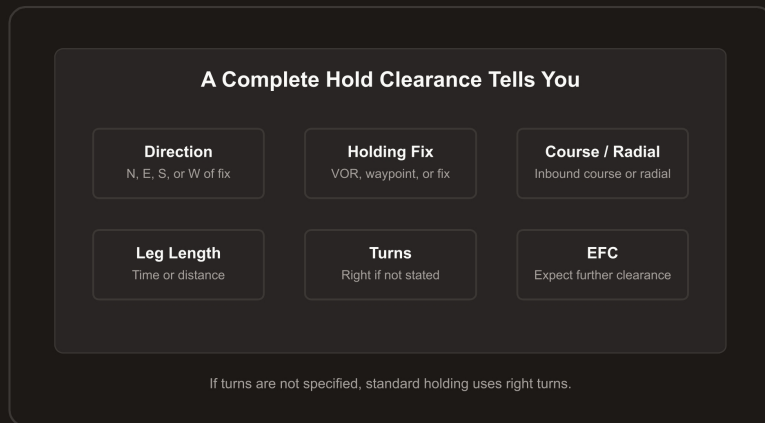 A Complete Hold Clearance Tells You
Direction
N, E, S, or W of fix
Holding Fix
VOR, waypoint, or fix
Course / Radial
Inbound course or radial
Leg Length
Time or distance
Turns
Right if not stated
EFC
Expect further clearance
If turns are not specified, standard holding uses right turns.